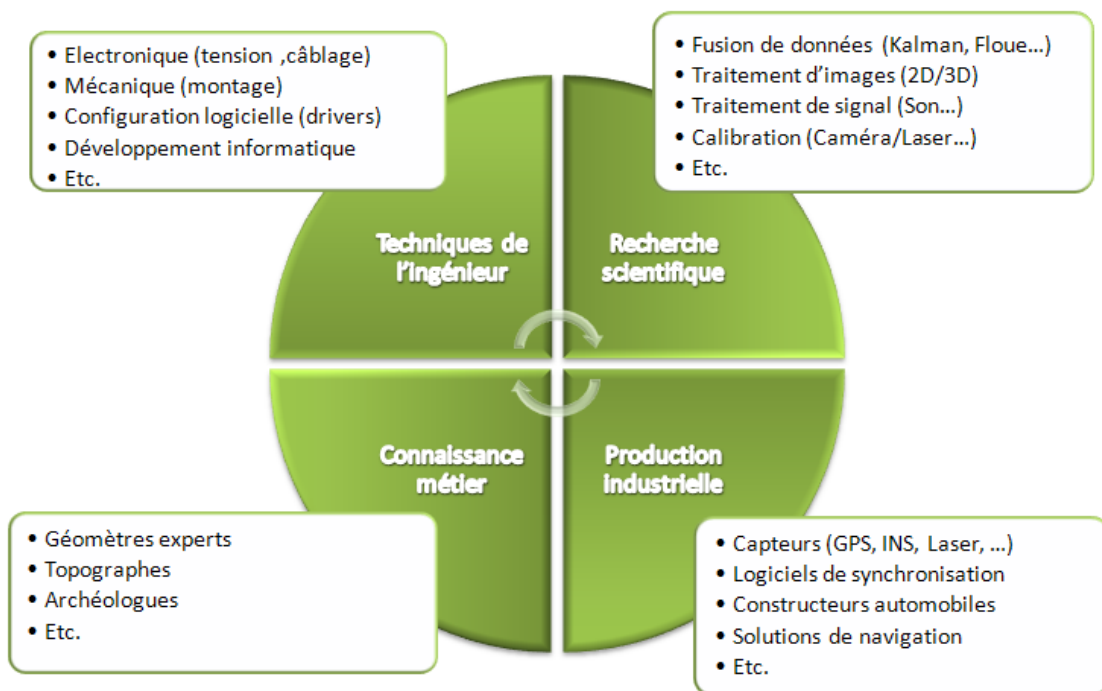 • Electronique (tension ,câblage)
• Mécanique (montage)
• Configuration logicielle (drivers)
• Développement informatique
• Etc.
• Fusion de données (Kalman, Floue...)
• Traitement d’images (2D/3D)
• Traitement de signal (Son...)
• Calibration (Caméra/Laser...)
• Etc.
Techniques de
l’ingénieur
Recherche
scientifique
Connaissance
métier
Production
industrielle
• Géomètres experts
• Topographes
• Archéologues
• Etc.
• Capteurs (GPS, INS, Laser, ...)
• Logiciels de synchronisation
• Constructeurs automobiles
• Solutions de navigation
• Etc.